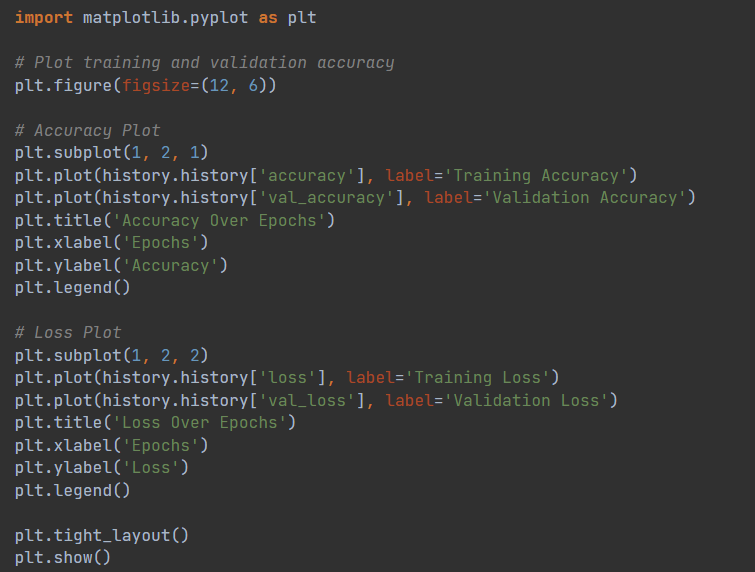 import matplotlib.pyplot as plt
# Plot training and validation accuracy
plt.figure(figsize=(12, 6))
# Accuracy Plot
plt.subplot(1, 2, 1)
plt.plot(history.history['accuracy'], label='Training Accuracy')
plt.plot(history.history['val_accuracy'], label='Validation Accuracy')
plt.title('Accuracy Over Epochs')
plt.xlabel('Epochs')
plt.ylabel('Accuracy')
plt.legend()
# Loss Plot
plt.subplot(1, 2, 2)
plt.plot(history.history['loss'], label='Training Loss')
plt.plot(history.history['val_loss'], label='Validation Loss')
plt.title('Loss Over Epochs')
plt.xlabel('Epochs')
plt.ylabel('Loss')
plt.legend()
plt.tight_layout()
plt.show()